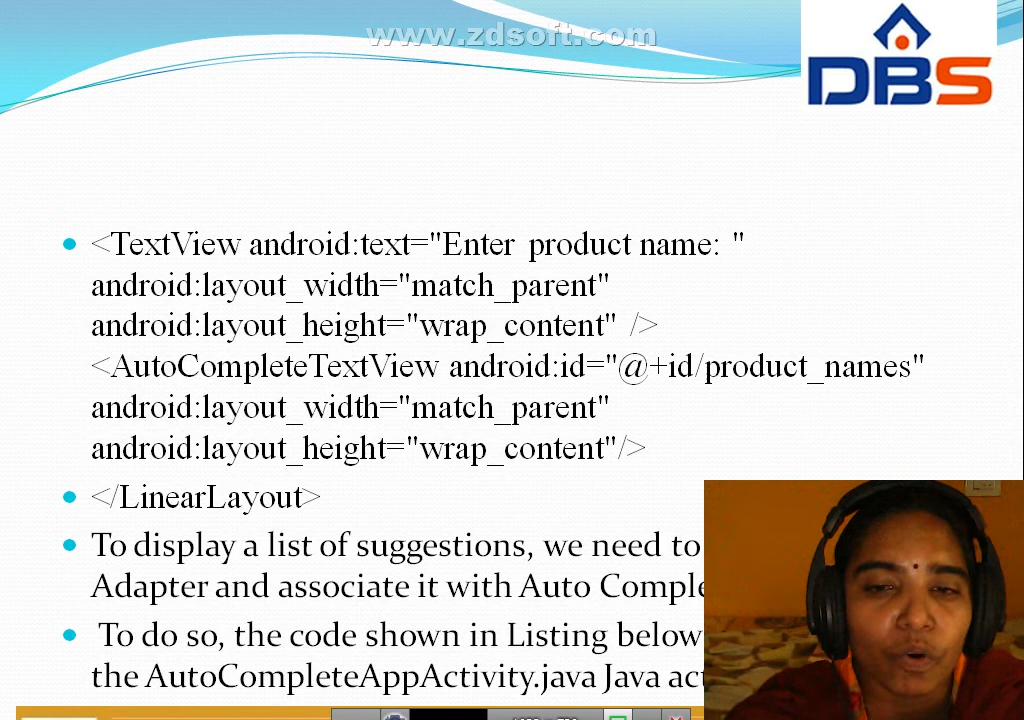 www.zdsoft.com
DBS
<TextView android:text="Enter product name: "
android:layout_width="match_parent"
android:layout_height="wrap_content" />
<AutoCompleteTextView android:id="@+id/product_names"
android:layout_width="match_parent"
android:layout_height="wrap_content"/>
</LinearLayout>
To display a list of suggestions, we need to
Adapter and associate it with Auto
To do so, the code shown in Listing below
the AutoCompleteAppActivity.java Java